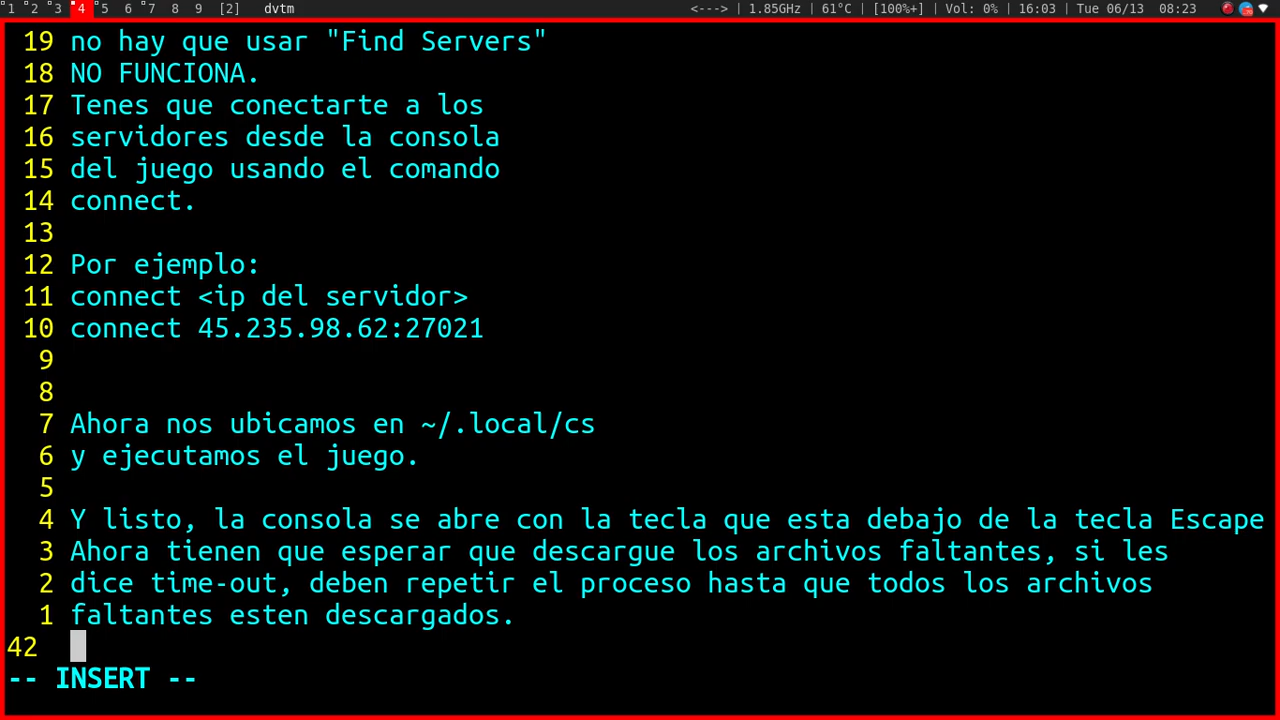 1 2 3 4 5 6 7 8 9 [2] dvtm <---> | 1.85GHz | 61°C | [100%+] | Vol: 0% | 16:03 | Tue 06/13 08:23
19 no hay que usar "Find Servers"
18 NO FUNCIONA.
17 Tenes que conectarte a los
16 servidores desde la consola
15 del juego usando el comando
14 connect.
13
12 Por ejemplo:
11 connect <ip del servidor>
10 connect 45.235.98.62:27021
9
8
7 Ahora nos ubicamos en ~/.local/cs
6 y ejecutamos el juego.
5
4 Y listo, la consola se abre con la tecla que esta debajo de la tecla Escape
3 Ahora tienen que esperar que descargue los archivos faltantes, si les
2 dice time-out, deben repetir el proceso hasta que todos los archivos
1 faltantes esten descargados.
42
-- INSERT --